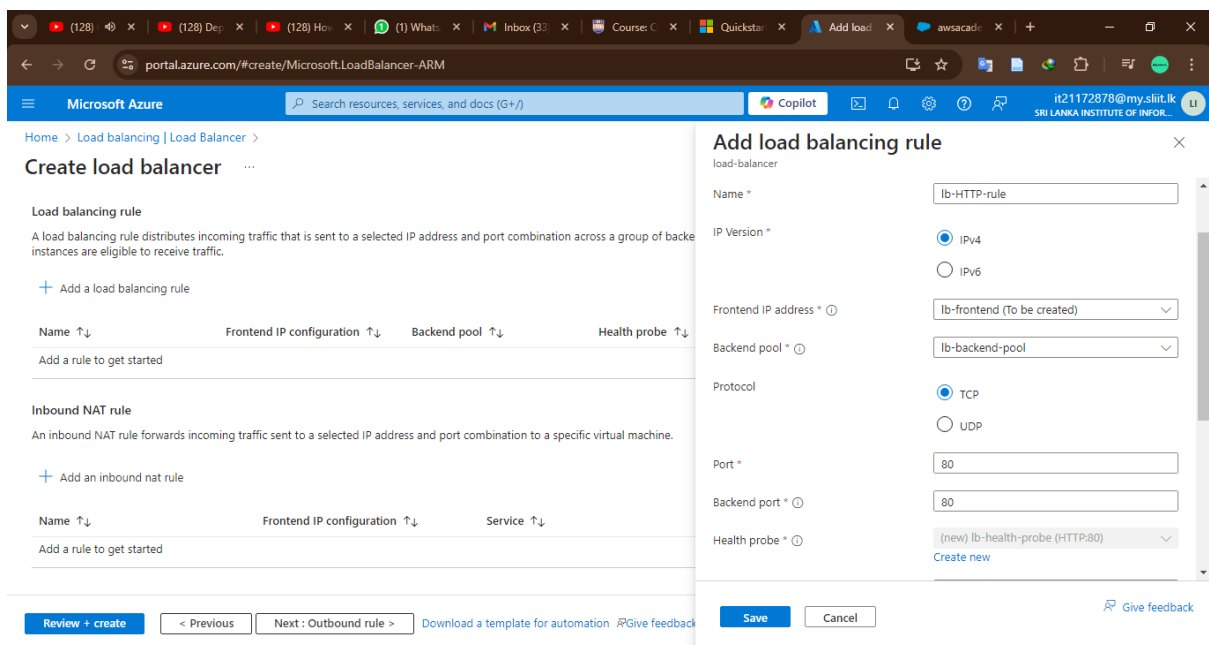 (128)
(128) Dep
(128) How
(1) Whats
Inbox (33)
Course: C
Quickstar
Add load
awsacade
portal.azure.com/#create/Microsoft.LoadBalancer-ARM
Microsoft Azure
Search resources, services, and docs (G+/)
Copilot
it21172878@my.sliit.lk
SRI LANKA INSTITUTE OF INFOR...
LI
Home > Load balancing | Load Balancer >
Create load balancer ...
Load balancing rule
A load balancing rule distributes incoming traffic that is sent to a selected IP address and port combination across a group of backe
instances are eligible to receive traffic.
+ Add a load balancing rule
Name ↑↓ Frontend IP configuration ↑↓ Backend pool ↑↓ Health probe ↑↓
Add a rule to get started
Inbound NAT rule
An inbound NAT rule forwards incoming traffic sent to a selected IP address and port combination to a specific virtual machine.
+ Add an inbound nat rule
Name ↑↓ Frontend IP configuration ↑↓ Service ↑↓
Add a rule to get started
Review + create
< Previous
Next : Outbound rule >
Download a template for automation
Give feedback
Add load balancing rule
load-balancer
Name * lb-HTTP-rule
IP Version * IPv4
IPv6
Frontend IP address * lb-frontend (To be created)
Backend pool * lb-backend-pool
Protocol TCP
UDP
Port * 80
Backend port * 80
Health probe * (new) lb-health-probe (HTTP:80)
Create new
Save
Cancel
Give feedback